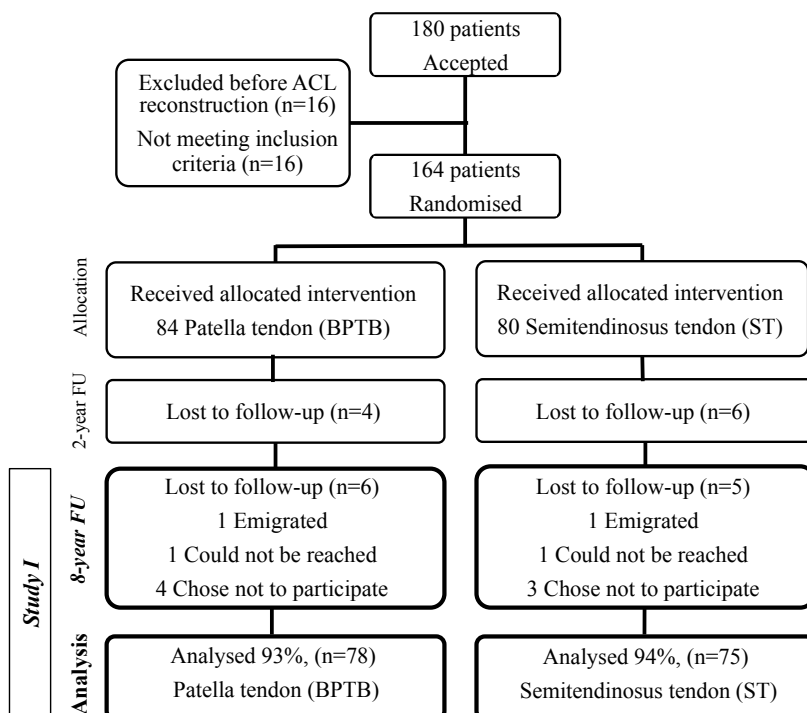 180 patients
Accepted
Excluded before ACL
reconstruction (n=16)
Not meeting inclusion
criteria (n=16)
164 patients
Randomised
Allocation
Received allocated intervention
84 Patella tendon (BPTB)
Received allocated intervention
80 Semitendinosus tendon (ST)
2-year FU
Lost to follow-up (n=4)
Lost to follow-up (n=6)
Study I
8-year FU
Lost to follow-up (n=6)
1 Emigrated
1 Could not be reached
4 Chose not to participate
Lost to follow-up (n=5)
1 Emigrated
1 Could not be reached
3 Chose not to participate
Analysis
Analysed 93%, (n=78)
Patella tendon (BPTB)
Analysed 94%, (n=75)
Semitendinosus tendon (ST)